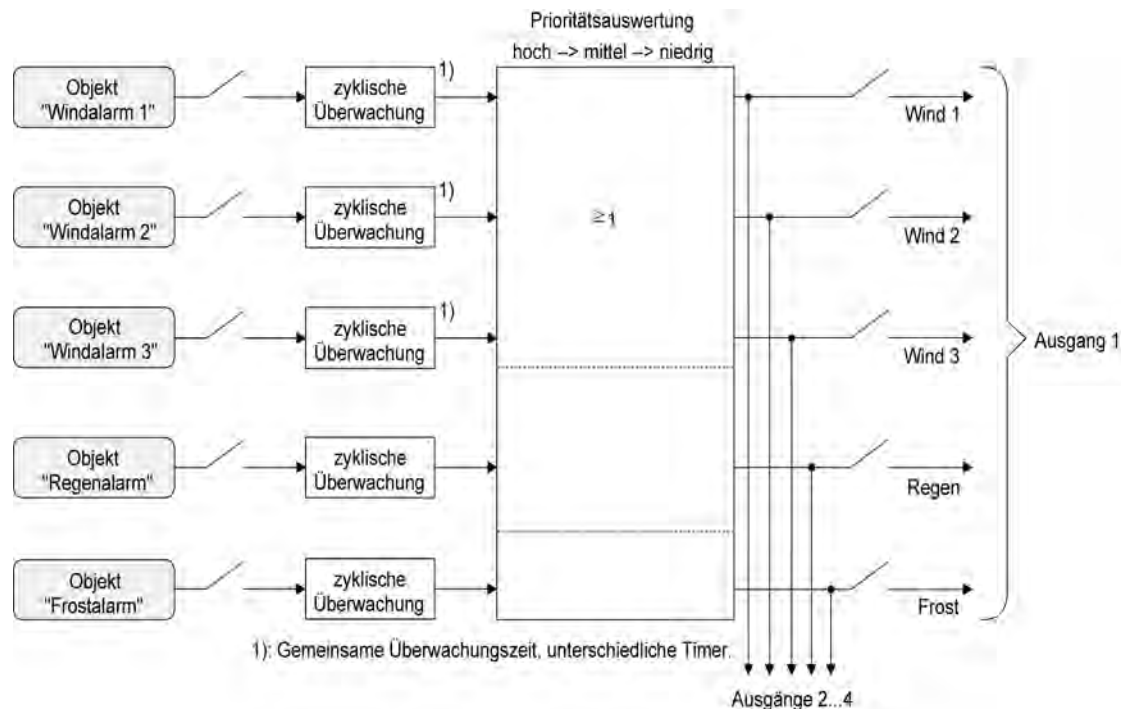 Prioritätsauswertung
hoch --> mittel --> niedrig
Objekt
"Windalarm 1"
zyklische
Überwachung
1)
Wind 1
Objekt
"Windalarm 2"
zyklische
Überwachung
1)
≥1
Wind 2
Objekt
"Windalarm 3"
zyklische
Überwachung
1)
Wind 3
Ausgang 1
Objekt
"Regenalarm"
zyklische
Überwachung
Regen
Objekt
"Frostalarm"
zyklische
Überwachung
Frost
1): Gemeinsame Überwachungszeit, unterschiedliche Timer.
Ausgänge 2...4